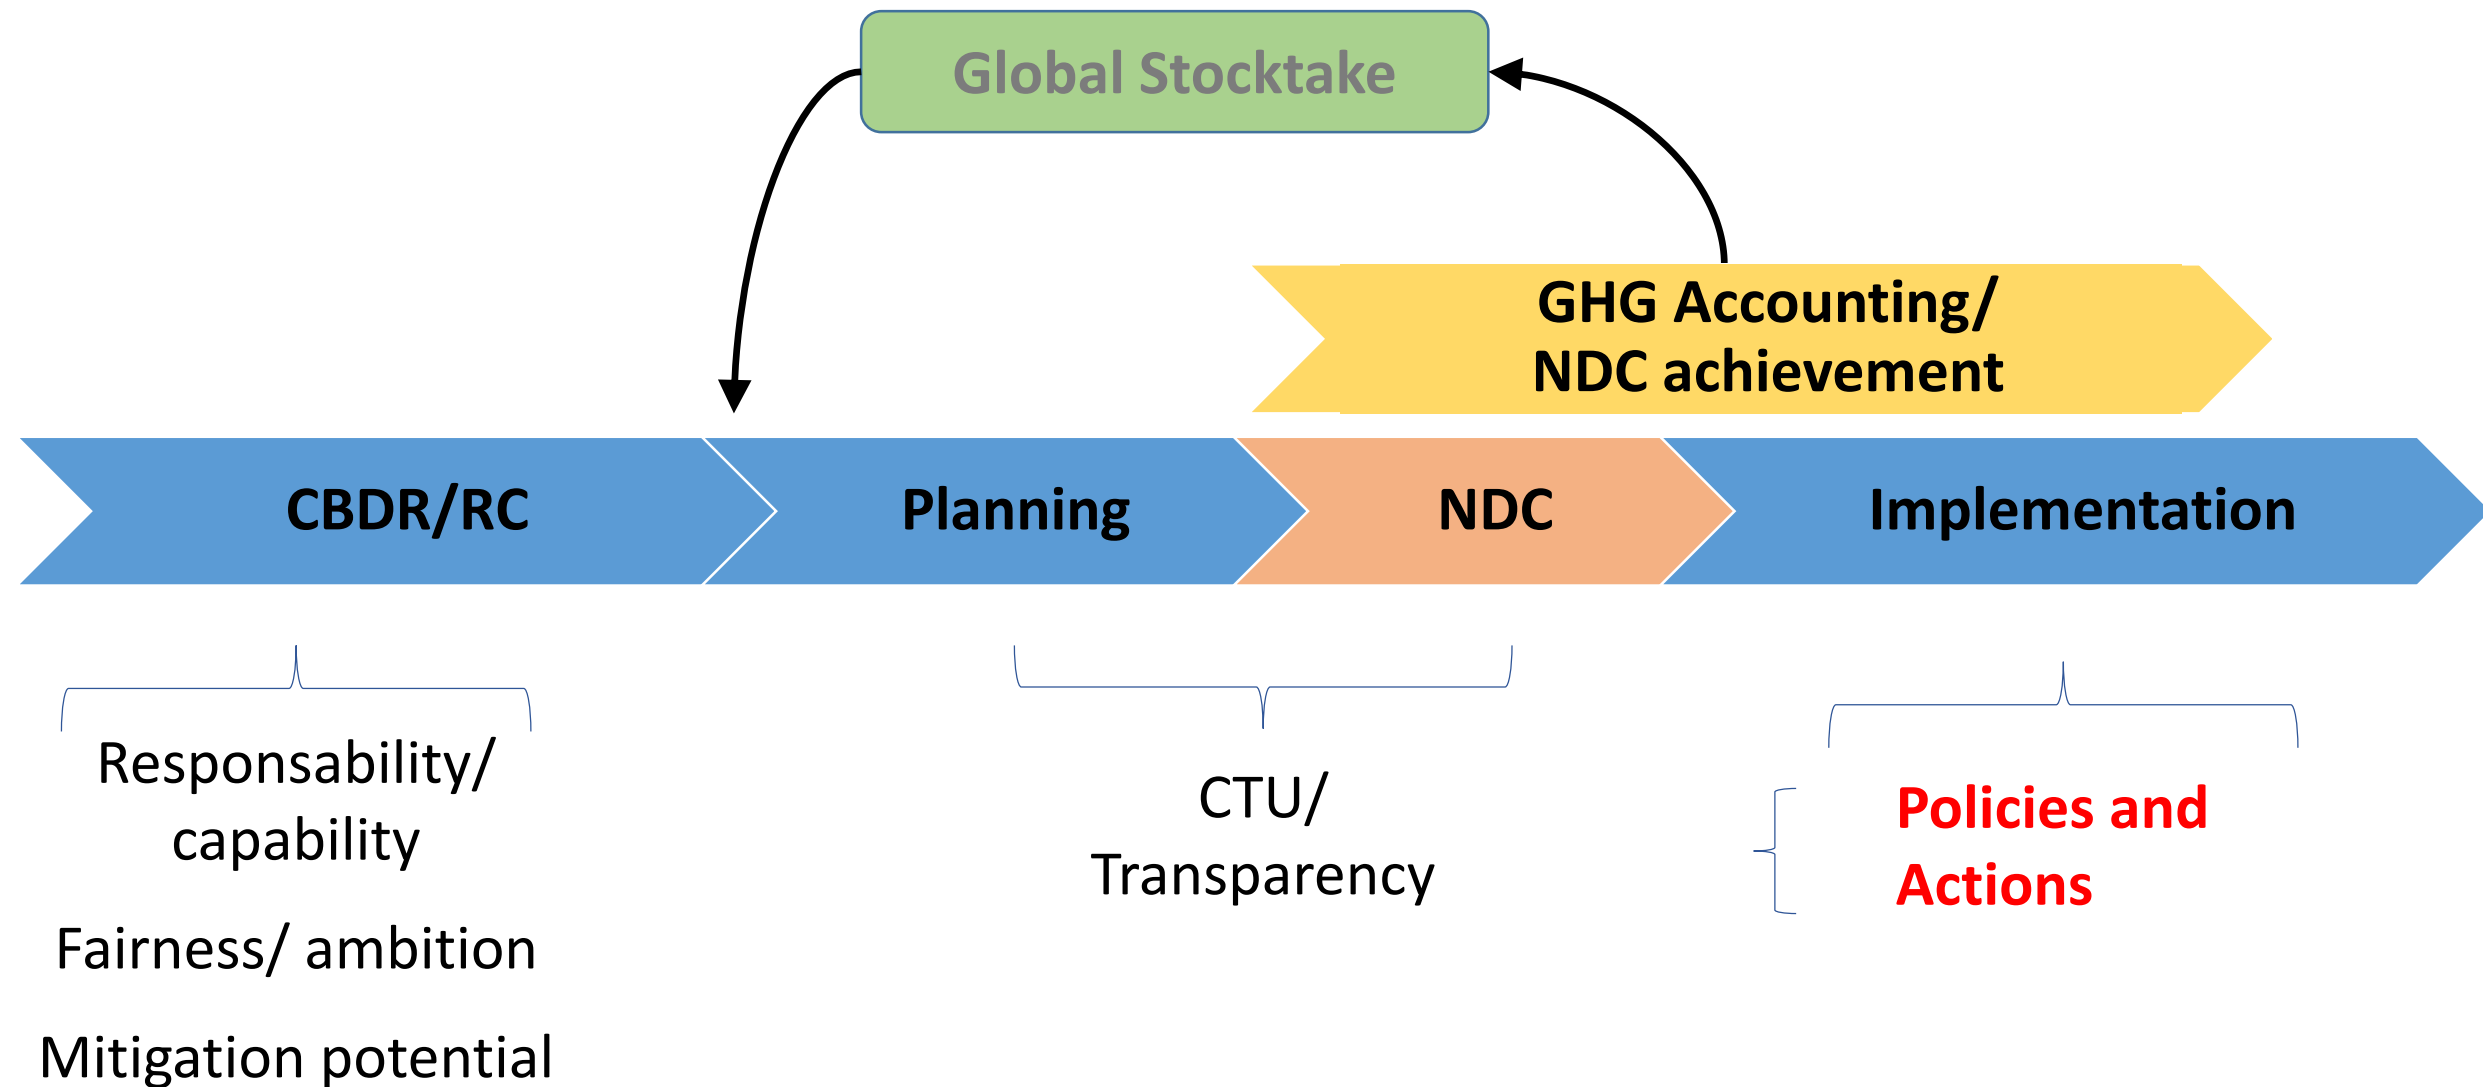 Global Stocktake
GHG Accounting/
NDC achievement
CBDR/RC
Planning
NDC
Implementation
Responsability/
capability
Fairness/ ambition
Mitigation potential
CTU/
Transparency
Policies and
Actions